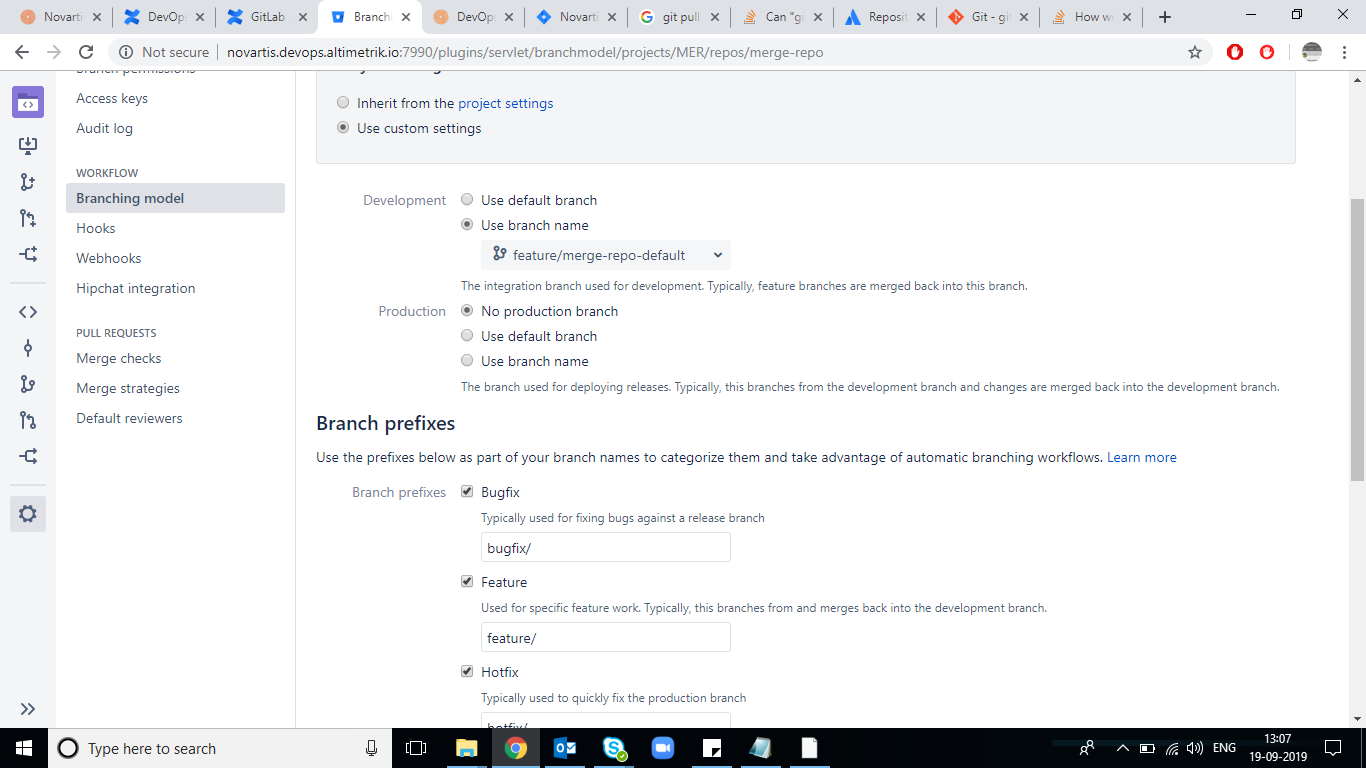 Novarti
DevOps
GitLab
Branch
DevOps
Novarti
git pull
Can "gi
Reposit
Git - git
How wo
Not secure
novartis.devops.altimetrik.io:7990/plugins/servlet/branchmodel/projects/MER/repos/merge-repo
Branch permissions
Access keys
Audit log
WORKFLOW
Branching model
Hooks
Webhooks
Hipchat integration
PULL REQUESTS
Merge checks
Merge strategies
Default reviewers
Inherit from the project settings
Use custom settings
Development
Use default branch
Use branch name
feature/merge-repo-default
The integration branch used for development. Typically, feature branches are merged back into this branch.
Production
No production branch
Use default branch
Use branch name
The branch used for deploying releases. Typically, this branches from the development branch and changes are merged back into the development branch.
Branch prefixes
Use the prefixes below as part of your branch names to categorize them and take advantage of automatic branching workflows. Learn more
Branch prefixes
Bugfix
Typically used for fixing bugs against a release branch
bugfix/
Feature
Used for specific feature work. Typically, this branches from and merges back into the development branch.
feature/
Hotfix
Typically used to quickly fix the production branch
hotfix/
Type here to search
ENG
13:07
19-09-2019